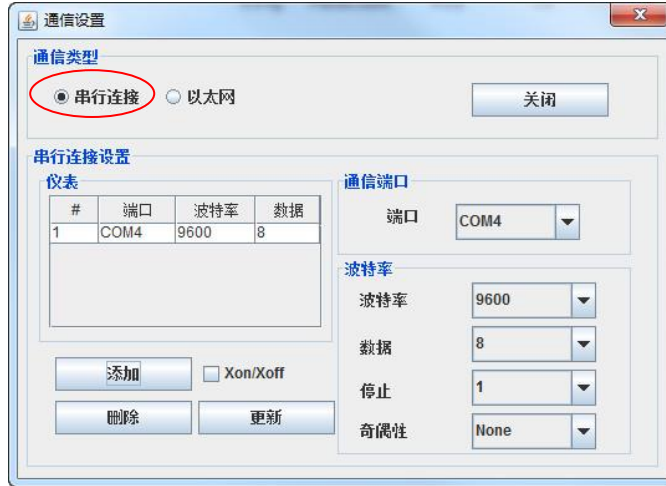 通信设置
通信类型
串行连接 以太网 关闭
串行连接设置
仪表
# 端口 波特率 数据
1 COM4 9600 8
添加 Xon/Xoff
删除 更新
通信端口
端口 COM4
波特率
波特率 9600
数据 8
停止 1
奇偶性 None